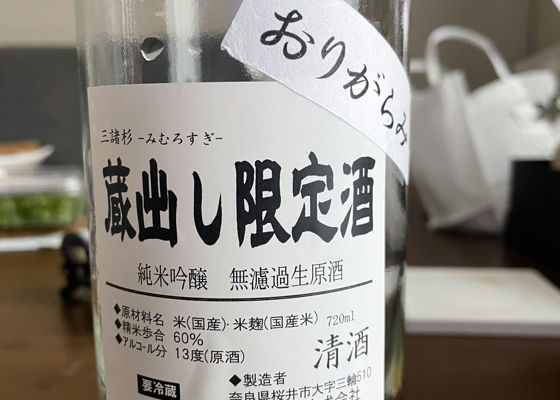 おりがらみ
三諸杉 -みむろすぎ-
蔵出し限定酒
純米吟醸 無濾過生原酒
◆原材料名 米(国産)・米麹(国産米) 720ml
◆精米歩合 60%
◆アルコール分 13度(原酒)
清酒
要冷蔵
◆製造者
奈良県桜井市大字三輪510